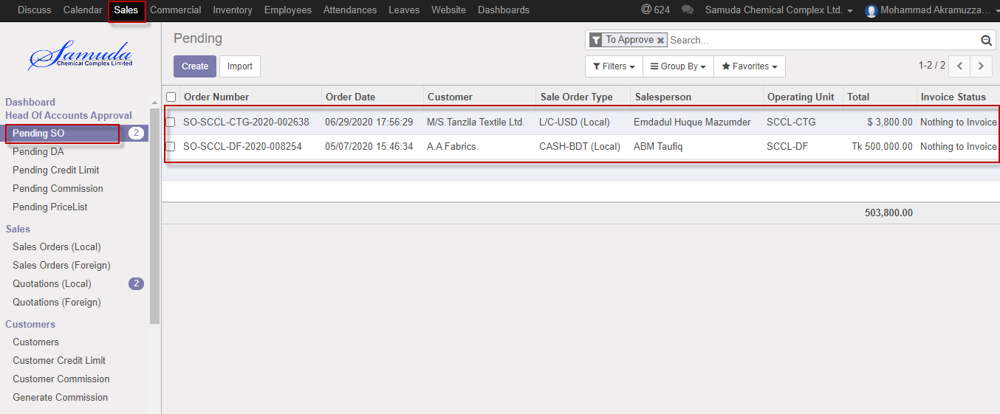 Discuss Calendar Sales Commercial Inventory Employees Attendances Leaves Website Dashboards @ 624 Samuda Chemical Complex Ltd. Mohammad Akramuzza...
Samuda
Chemical Complex Limited
Dashboard
Head Of Accounts Approval
Pending SO 2
Pending DA
Pending Credit Limit
Pending Commission
Pending PriceList
Sales
Sales Orders (Local)
Sales Orders (Foreign)
Quotations (Local) 2
Quotations (Foreign)
Customers
Customers
Customer Credit Limit
Customer Commission
Generate Commission
Pending
To Approve Search...
Create Import
Filters Group By Favorites 1-2 / 2
Order Number Order Date Customer Sale Order Type Salesperson Operating Unit Total Invoice Status
SO-SCCL-CTG-2020-002638 06/29/2020 17:56:29 M/S.Tanzila Textile Ltd. L/C-USD (Local) Emdadul Huque Mazumder SCCL-CTG $ 3,800.00 Nothing to Invoice
SO-SCCL-DF-2020-008254 05/07/2020 15:46:34 A.A Fabrics. CASH-BDT (Local) ABM Taufiq SCCL-DF Tk 500,000.00 Nothing to Invoice
503,800.00